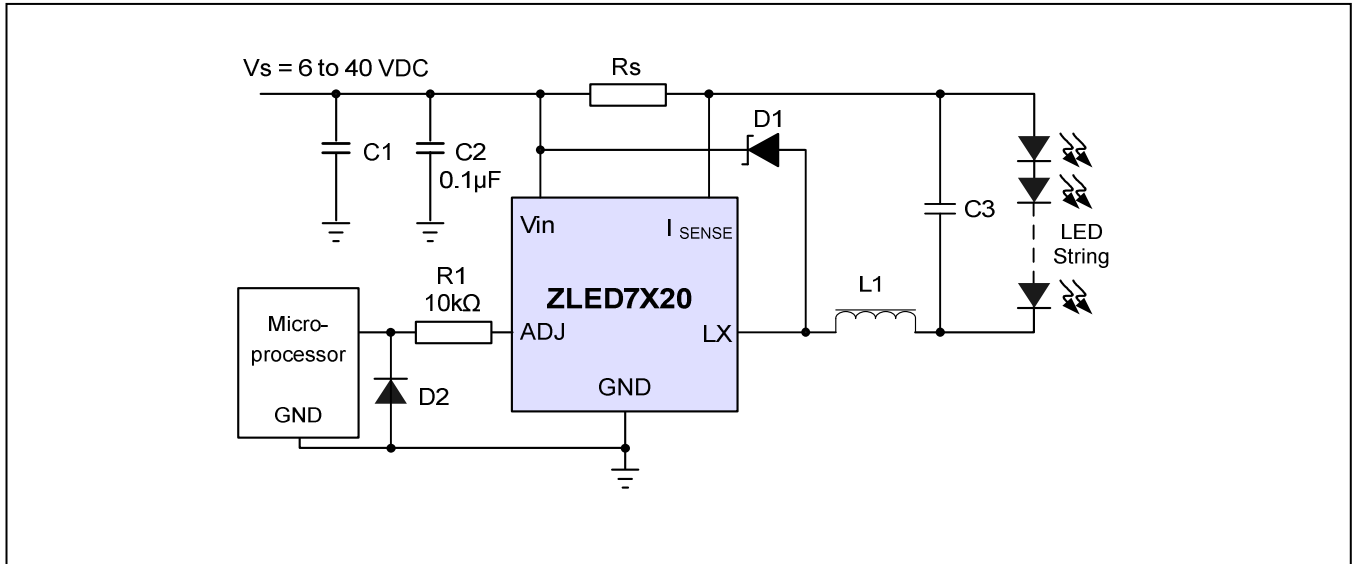 Vs = 6 to 40 VDC
Rs
D1
C1
C2
0.1µF
C3
LED
String
Vin
I SENSE
R1
10kΩ
ZLED7X20
L1
Micro-
processor
ADJ
LX
GND
D2
GND